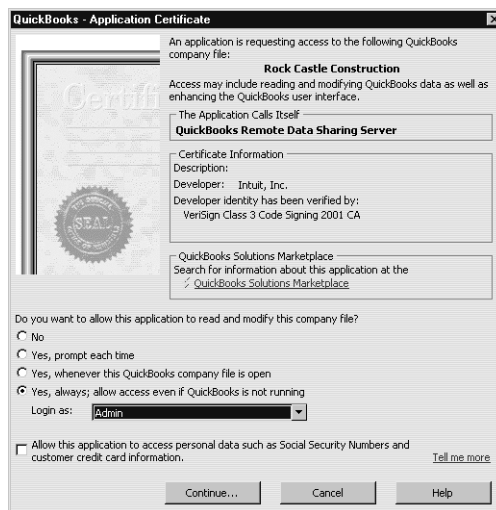 QuickBooks - Application Certificate
An application is requesting access to the following QuickBooks
company file:
Rock Castle Construction
Access may include reading and modifying QuickBooks data as well as
enhancing the QuickBooks user interface.
The Application Calls Itself
QuickBooks Remote Data Sharing Server
Certificate Information
Description:
Developer: Intuit, Inc.
Developer identity has been verified by:
VeriSign Class 3 Code Signing 2001 CA
QuickBooks Solutions Marketplace
Search for information about this application at the
QuickBooks Solutions Marketplace
Certifi
SEAL
Do you want to allow this application to read and modify this company file?
No
Yes, prompt each time
Yes, whenever this QuickBooks company file is open
Yes, always; allow access even if QuickBooks is not running
Login as: Admin
Allow this application to access personal data such as Social Security Numbers and
customer credit card information.
Tell me more
Continue...
Cancel
Help